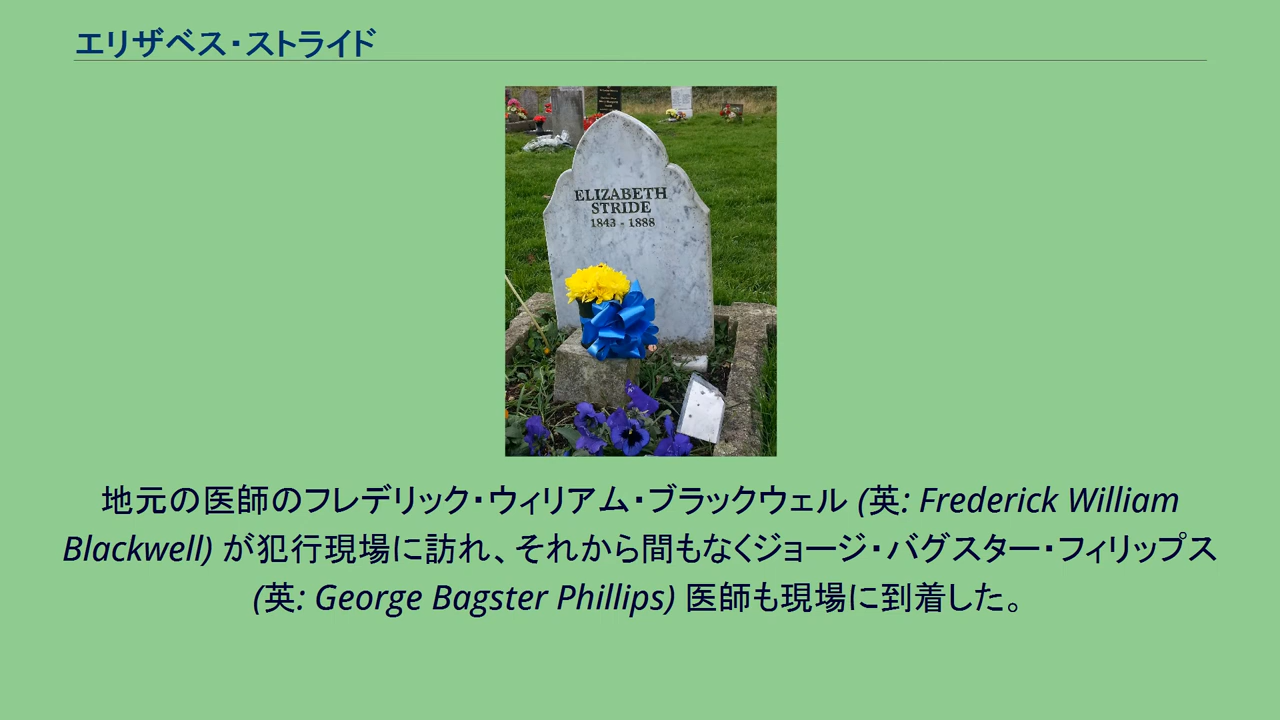 エリザベス・ストライド
ELIZABETH
STRIDE
1843 - 1888
地元の医師のフレデリック・ウィリアム・ブラックウェル (英: Frederick William
Blackwell) が犯行現場に訪れ、それから間もなくジョージ・バグスター・フィリップス
(英: George Bagster Phillips) 医師も現場に到着した。